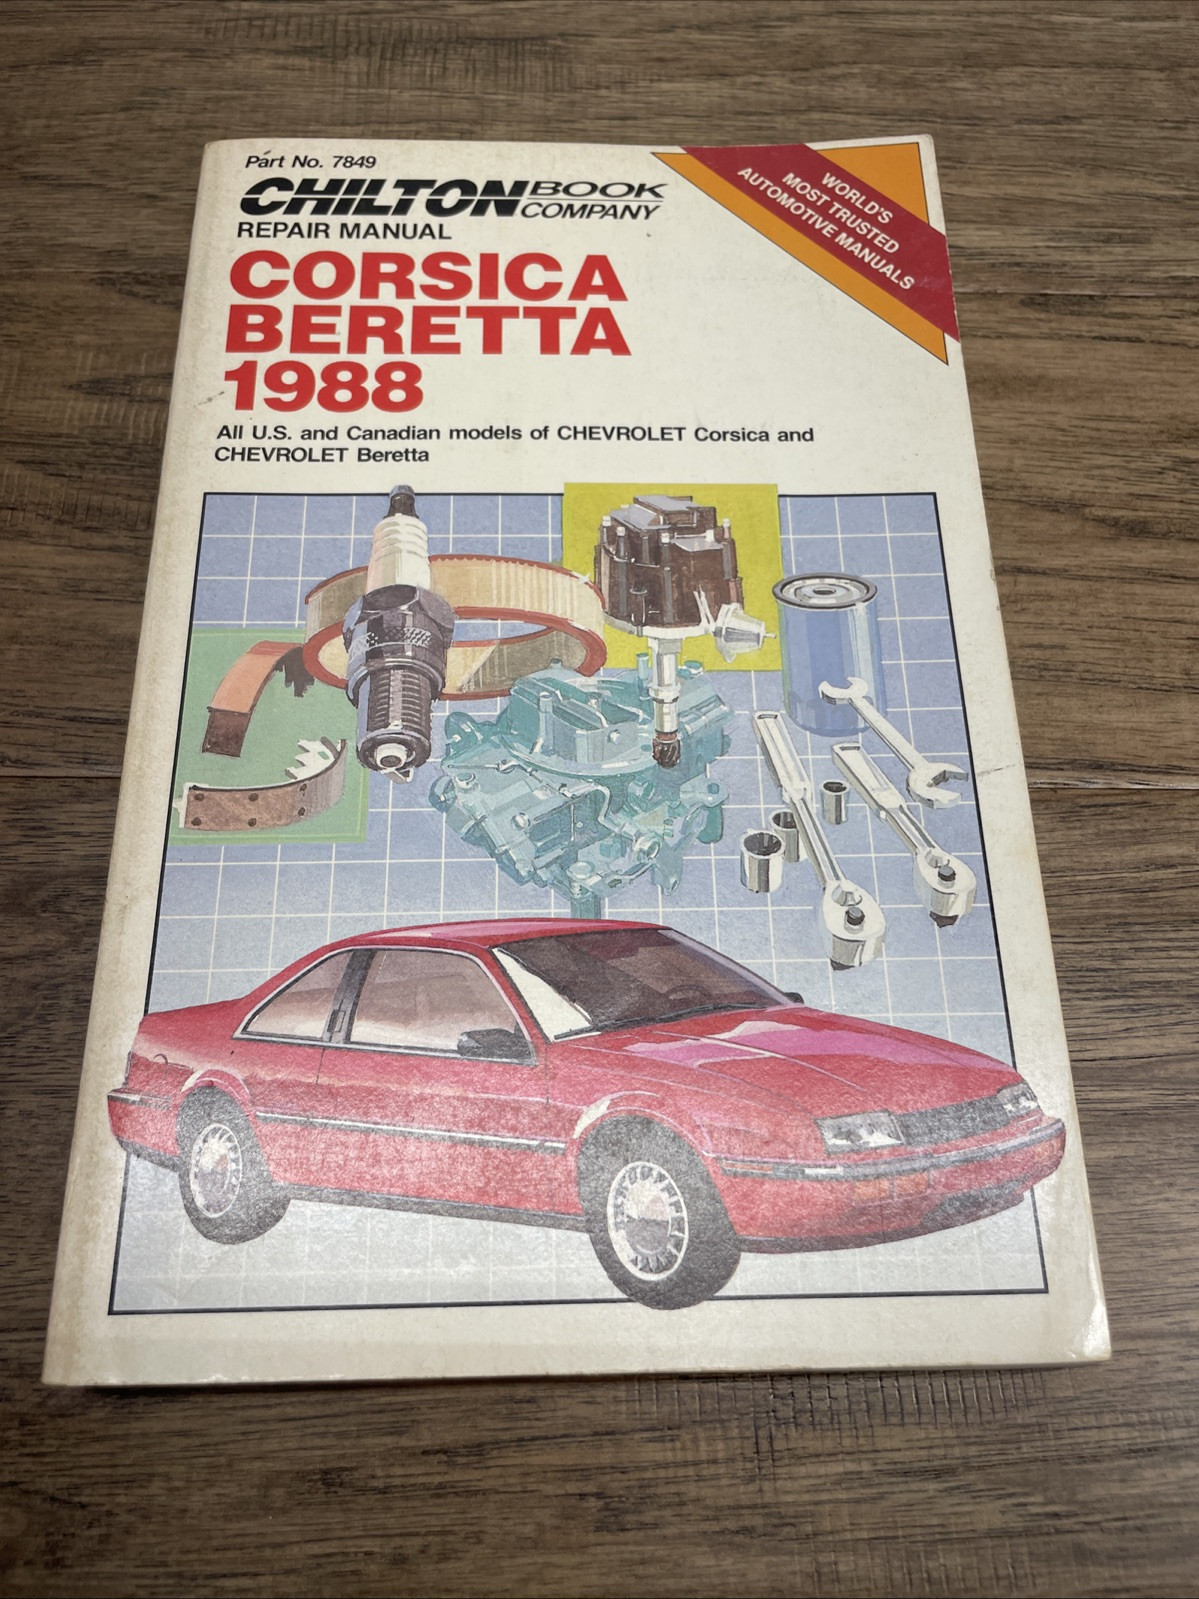 Part No. 7849
CHILTON BOOK COMPANY
REPAIR MANUAL
CORSICA
BERETTA
1988
All U.S. and Canadian models of CHEVROLET Corsica and
CHEVROLET Beretta
WORLD'S
MOST TRUSTED
AUTOMOTIVE MANUALS